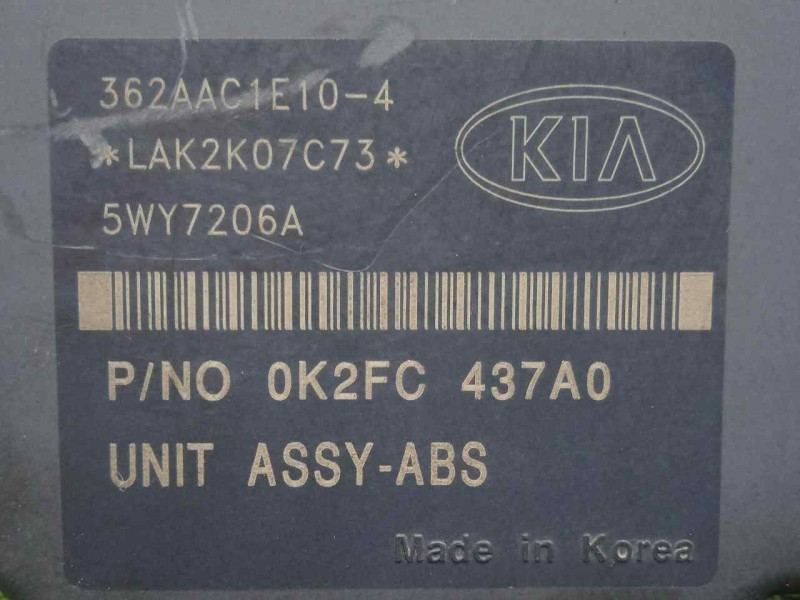 362AAC1E10-4
KIA
*LAK2K07C73*
5WY7206A
P/NO 0K2FC 437A0
UNIT ASSY-ABS
Made in Korea